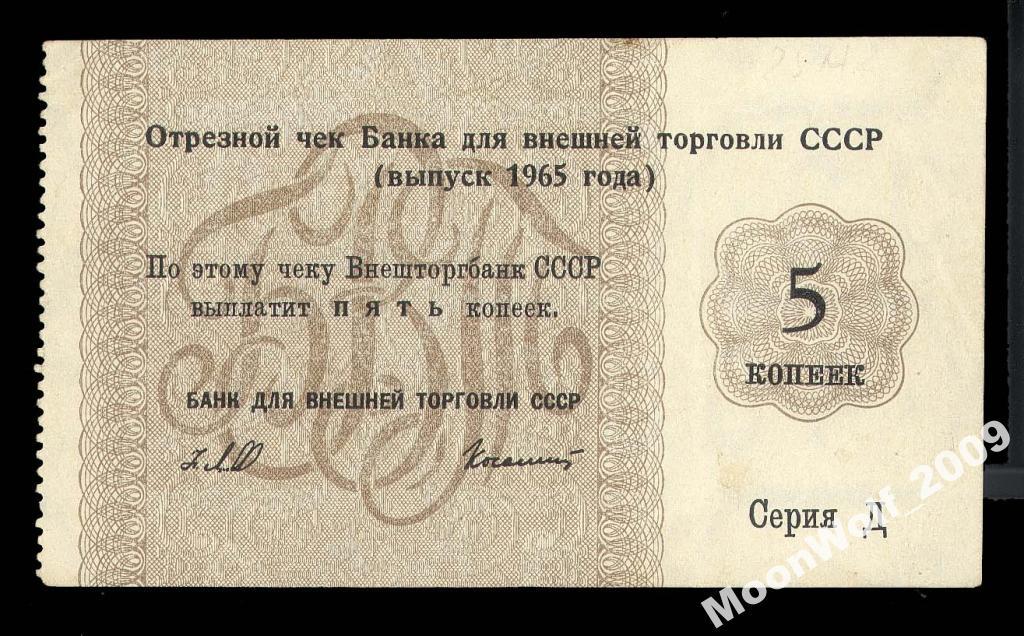 Отрезной чек Банка для внешней торговли СССР
(выпуск 1965 года)
По этому чеку Внешторгбанк СССР
выплатит пять копеек.
БАНК ДЛЯ ВНЕШНЕЙ ТОРГОВЛИ СССР
5
КОПЕЕК
Серия Д
MoonWolf_2009